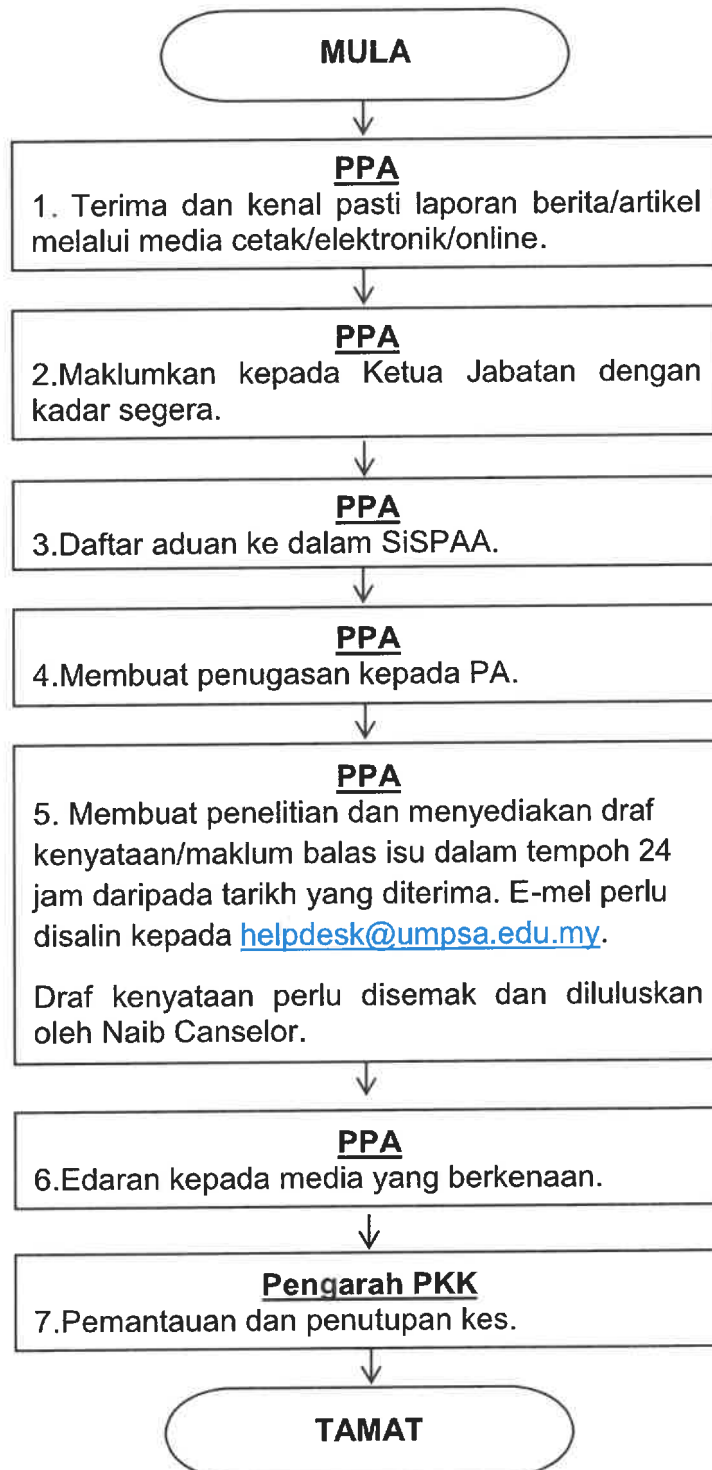 MULA
PPA
1. Terima dan kenal pasti laporan berita/artikel
melalui media cetak/elektronik/online.
PPA
2.Maklumkan kepada Ketua Jabatan dengan
kadar segera.
PPA
3.Daftar aduan ke dalam SiSPAA.
PPA
4.Membuat penugasan kepada PA.
PPA
5. Membuat penelitian dan menyediakan draf
kenyataan/maklum balas isu dalam tempoh 24
jam daripada tarikh yang diterima. E-mel perlu
disalin kepada helpdesk@umpsa.edu.my.
Draf kenyataan perlu disemak dan diluluskan
oleh Naib Canselor.
PPA
6.Edaran kepada media yang berkenaan.
Pengarah PKK
7.Pemantauan dan penutupan kes.
TAMAT